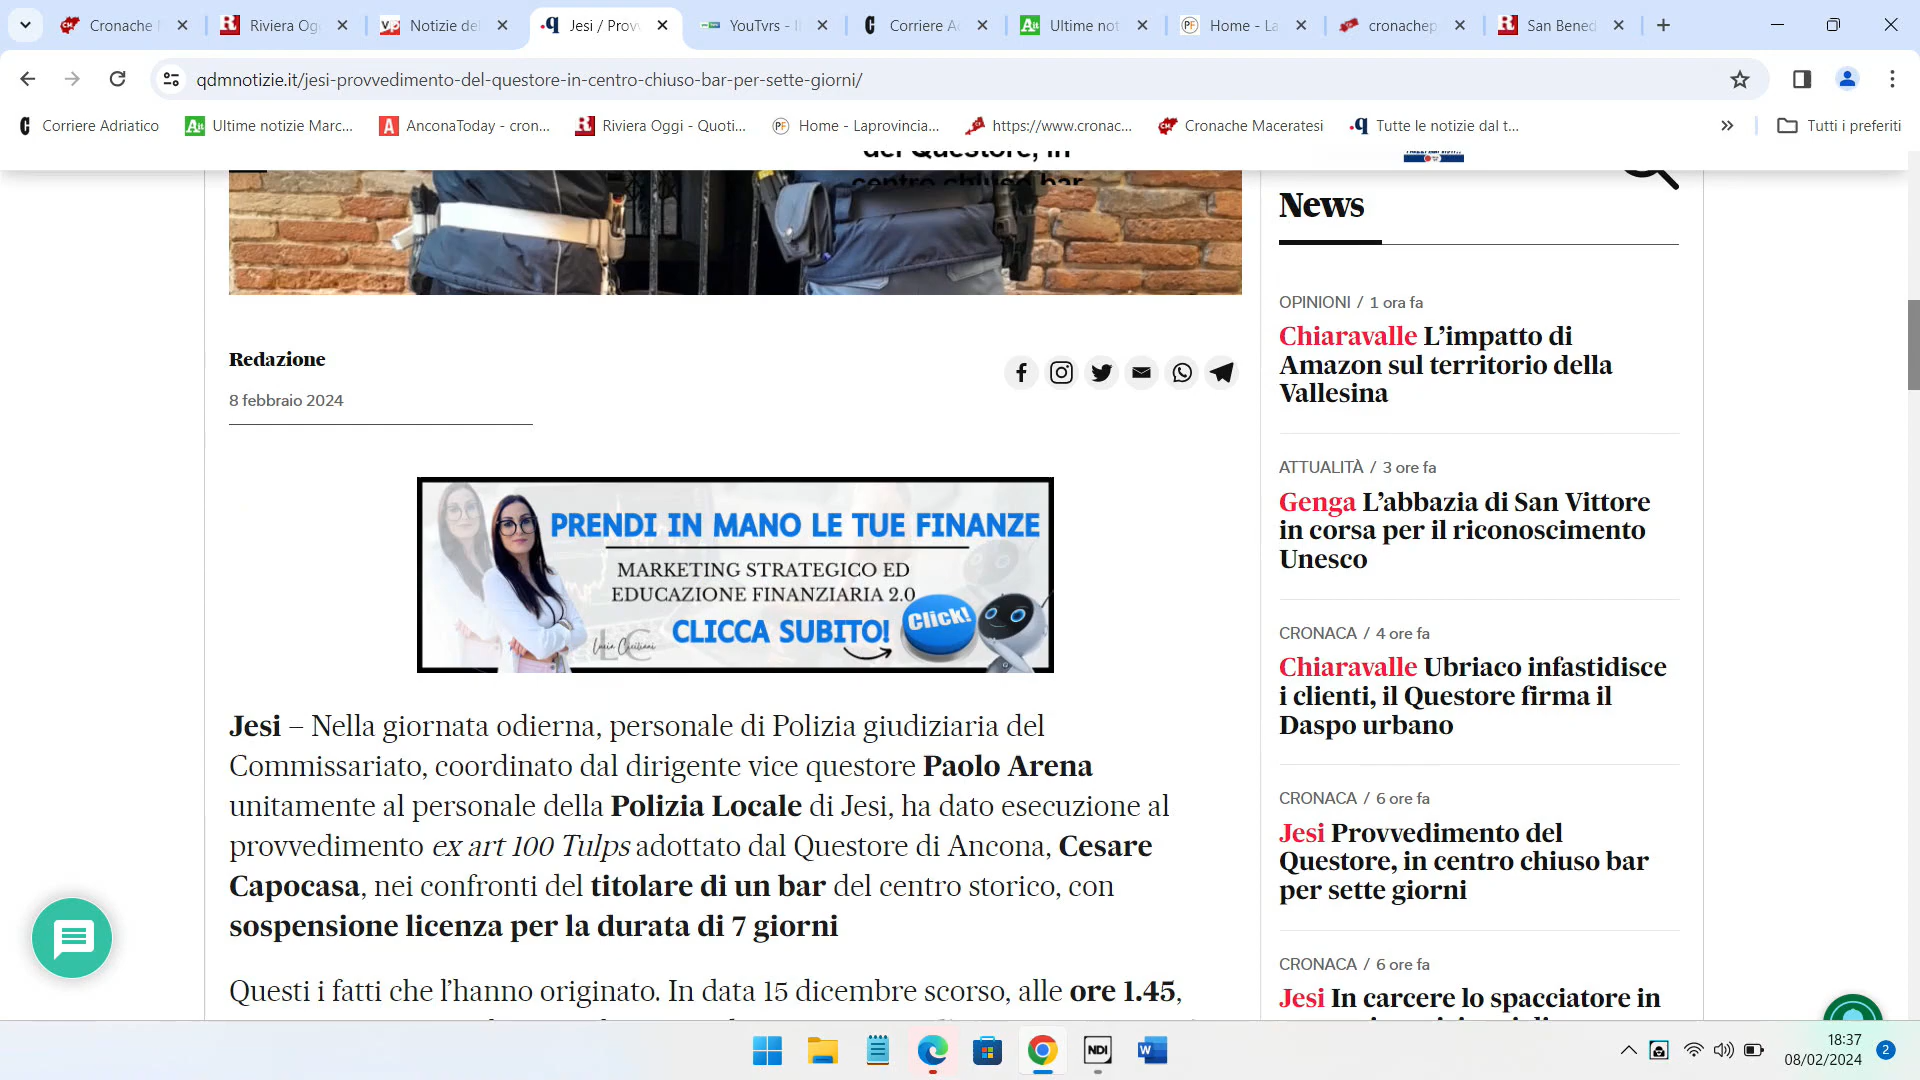 Cronache
Riviera Og
Notizie del
Jesi / Prov
YouTvrs - Il
Corriere A
Ultime not
Home - La
cronachep
San Bened
qdmnotizie.it/jesi-provvedimento-del-questore-in-centro-chiuso-bar-per-sette-giorni/
Corriere Adriatico
Ultime notizie Marc...
AnconaToday - cron...
Riviera Oggi - Quoti...
Home - Laprovincia...
https://www.cronac...
Cronache Maceratesi
Tutte le notizie dal t...
Tutti i preferiti
del Questore, in
centro chiuso bar
Redazione
8 febbraio 2024
PRENDI IN MANO LE TUE FINANZE
MARKETING STRATEGICO ED
EDUCAZIONE FINANZIARIA 2.0
CLICCA SUBITO!
Click!
Jesi – Nella giornata odierna, personale di Polizia giudiziaria del
Commissariato, coordinato dal dirigente vice questore Paolo Arena
unitamente al personale della Polizia Locale di Jesi, ha dato esecuzione al
provvedimento ex art 100 Tulps adottato dal Questore di Ancona, Cesare
Capocasa, nei confronti del titolare di un bar del centro storico, con
sospensione licenza per la durata di 7 giorni
Questi i fatti che l’hanno originato. In data 15 dicembre scorso, alle ore 1.45,
News
OPINIONI / 1 ora fa
Chiaravalle L’impatto di
Amazon sul territorio della
Vallesina
ATTUALITÀ / 3 ore fa
Genga L’abbazia di San Vittore
in corsa per il riconoscimento
Unesco
CRONACA / 4 ore fa
Chiaravalle Ubriaco infastidisce
i clienti, il Questore firma il
Daspo urbano
CRONACA / 6 ore fa
Jesi Provvedimento del
Questore, in centro chiuso bar
per sette giorni
CRONACA / 6 ore fa
Jesi In carcere lo spacciatore in
NDI
18:37
08/02/2024
2